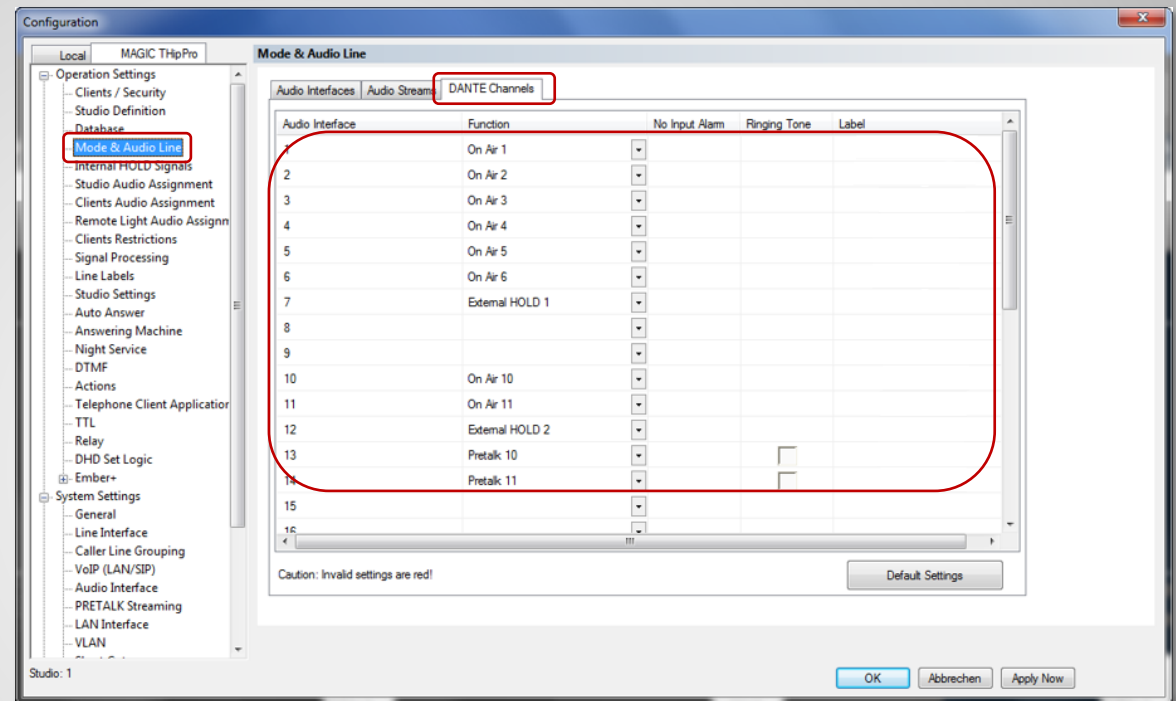 Configuration
Local
MAGIC THipPro
Operation Settings
Clients / Security
Studio Definition
Database
Mode & Audio Line
Internal HOLD Signals
Studio Audio Assignment
Clients Audio Assignment
Remote Light Audio Assignn
Clients Restrictions
Signal Processing
Line Labels
Studio Settings
Auto Answer
Answering Machine
Night Service
DTMF
Actions
Telephone Client Application
TTL
Relay
DHD Set Logic
Ember+
System Settings
General
Line Interface
Caller Line Grouping
VoIP (LAN/SIP)
Audio Interface
PRETALK Streaming
LAN Interface
VLAN
Studio: 1
Mode & Audio Line
Audio Interfaces Audio Streams DANTE Channels
Audio Interface Function No Input Alarm Ringing Tone Label
1 On Air 1
2 On Air 2
3 On Air 3
4 On Air 4
5 On Air 5
6 On Air 6
7 External HOLD 1
8
9
10 On Air 10
11 On Air 11
12 External HOLD 2
13 Pretalk 10
14 Pretalk 11
15
16
Caution: Invalid settings are red!
Default Settings
OK Abbrechen Apply Now